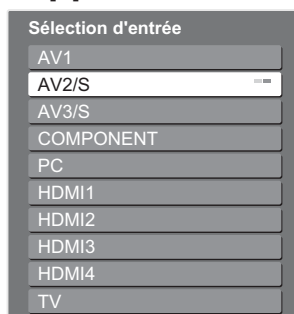 Sélection d'entrée
AV1
AV2/S
AV3/S
COMPONENT
PC
HDMI1
HDMI2
HDMI3
HDMI4
TV